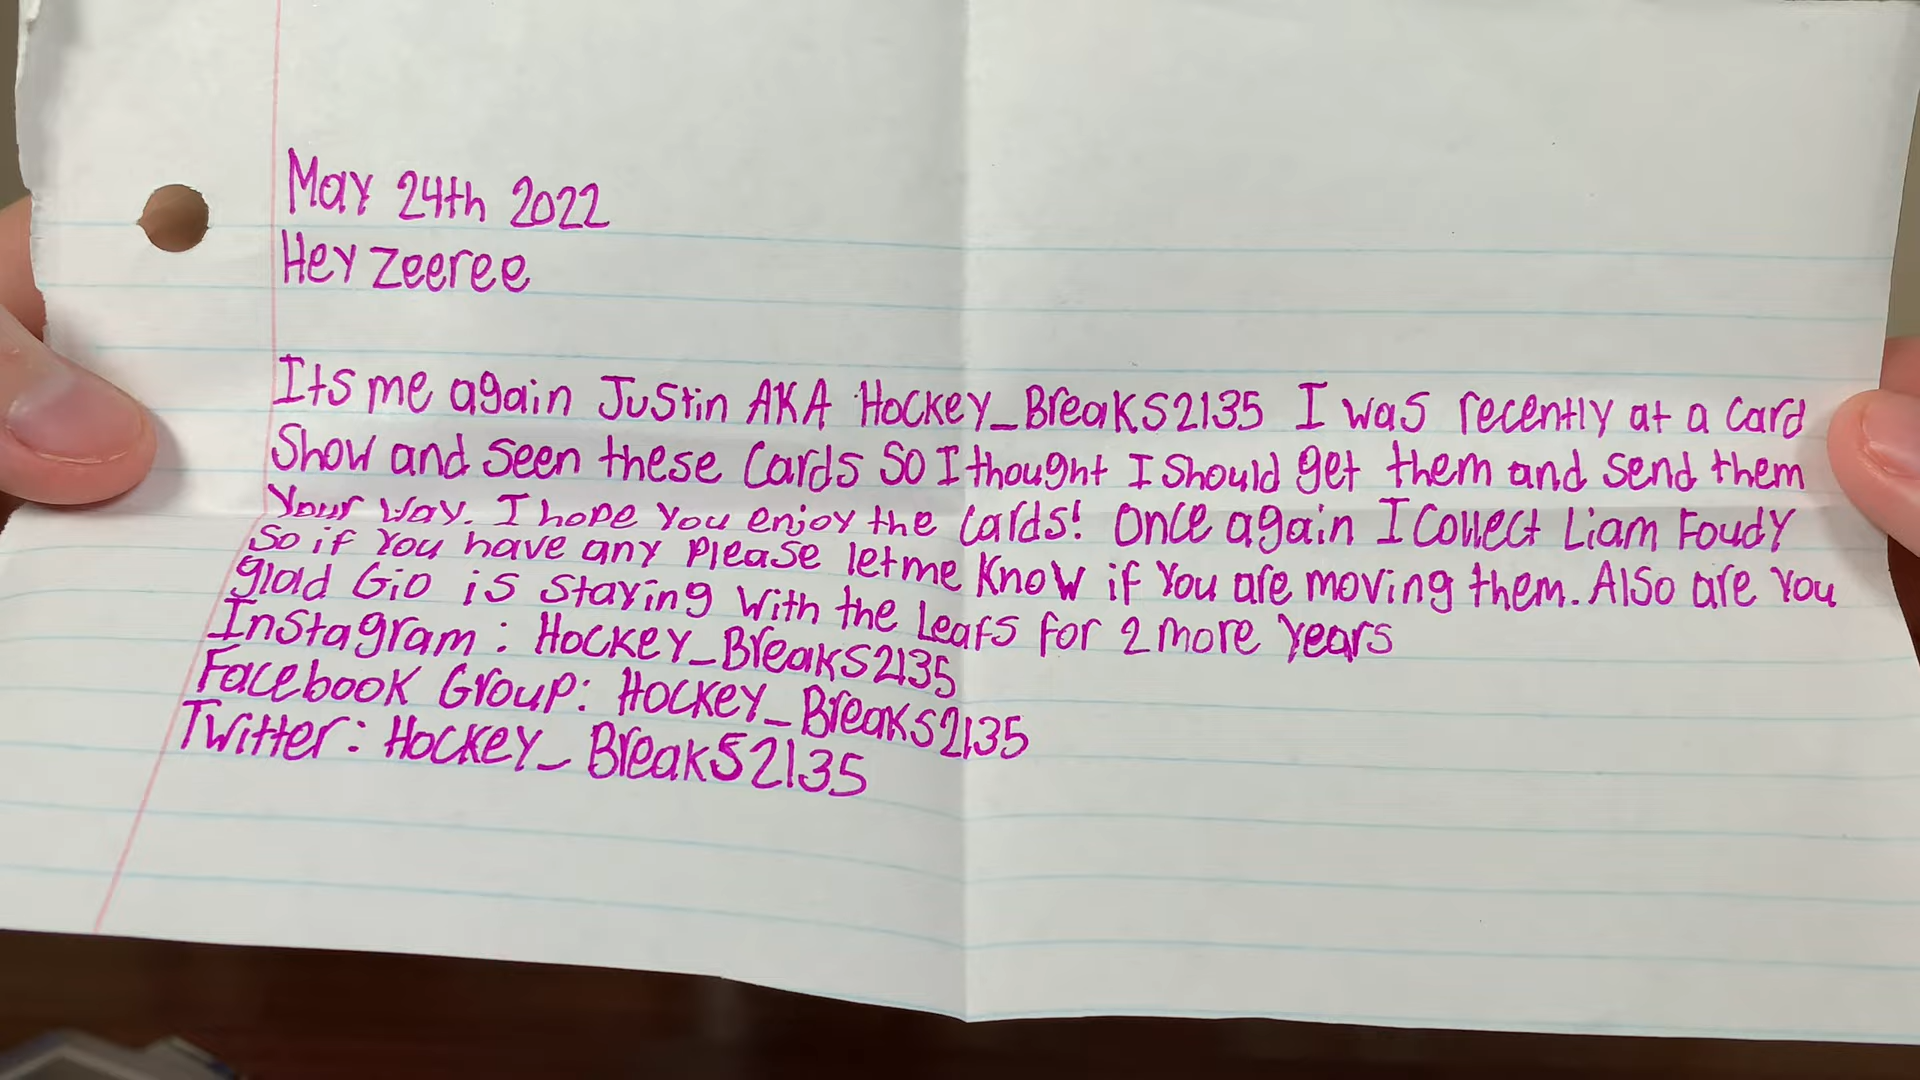 May 24th 2022
Hey Zeeree
Its me again Justin AKA Hockey_Breaks2135 I was recently at a card
Show and seen these Cards So I thought I Should get them and send them
Your Way. I hope You enjoy the Cards! Once again I Collect Liam Foudy
So if You have any Please let me Know if You are moving them. Also are You
glad Gio is staying with the Leafs for 2 more Years
Instagram: Hockey_Breaks2135
Facebook Group: Hockey_Breaks2135
Twitter: Hockey_Breaks2135